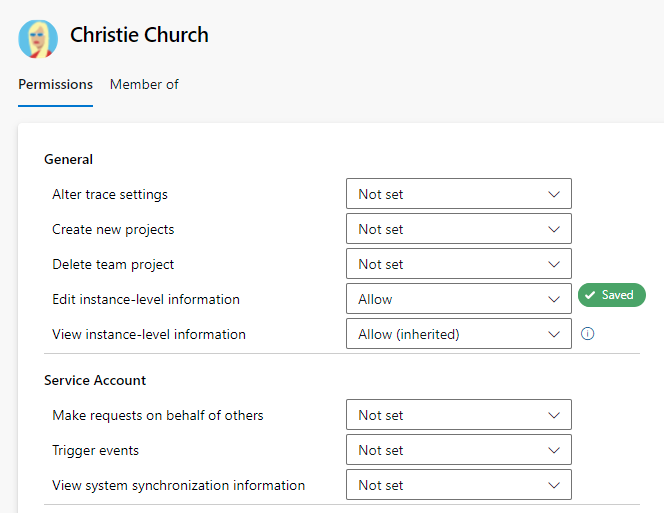 Christie Church
Permissions Member of
General
Alter trace settings Not set
Create new projects Not set
Delete team project Not set
Edit instance-level information Allow Saved
View instance-level information Allow (inherited)
Service Account
Make requests on behalf of others Not set
Trigger events Not set
View system synchronization information Not set